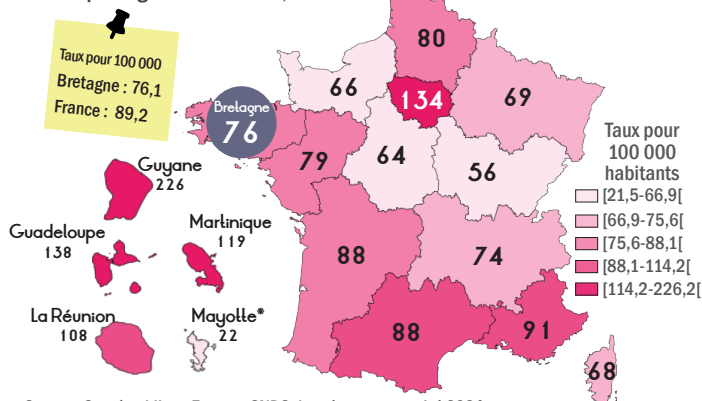 Taux pour 100 000
Bretagne : 76,1
France : 89,2
80
66
134
69
Bretagne
76
79
64
56
Guyane
226
Guadeloupe
138
Martinique
119
88
74
La Réunion
108
Mayotte*
22
88
91
68
Taux pour
100 000
habitants
[21,5-66,9[
[66,9-75,6[
[75,6-88,1[
[88,1-114,2[
[114,2-226,2[